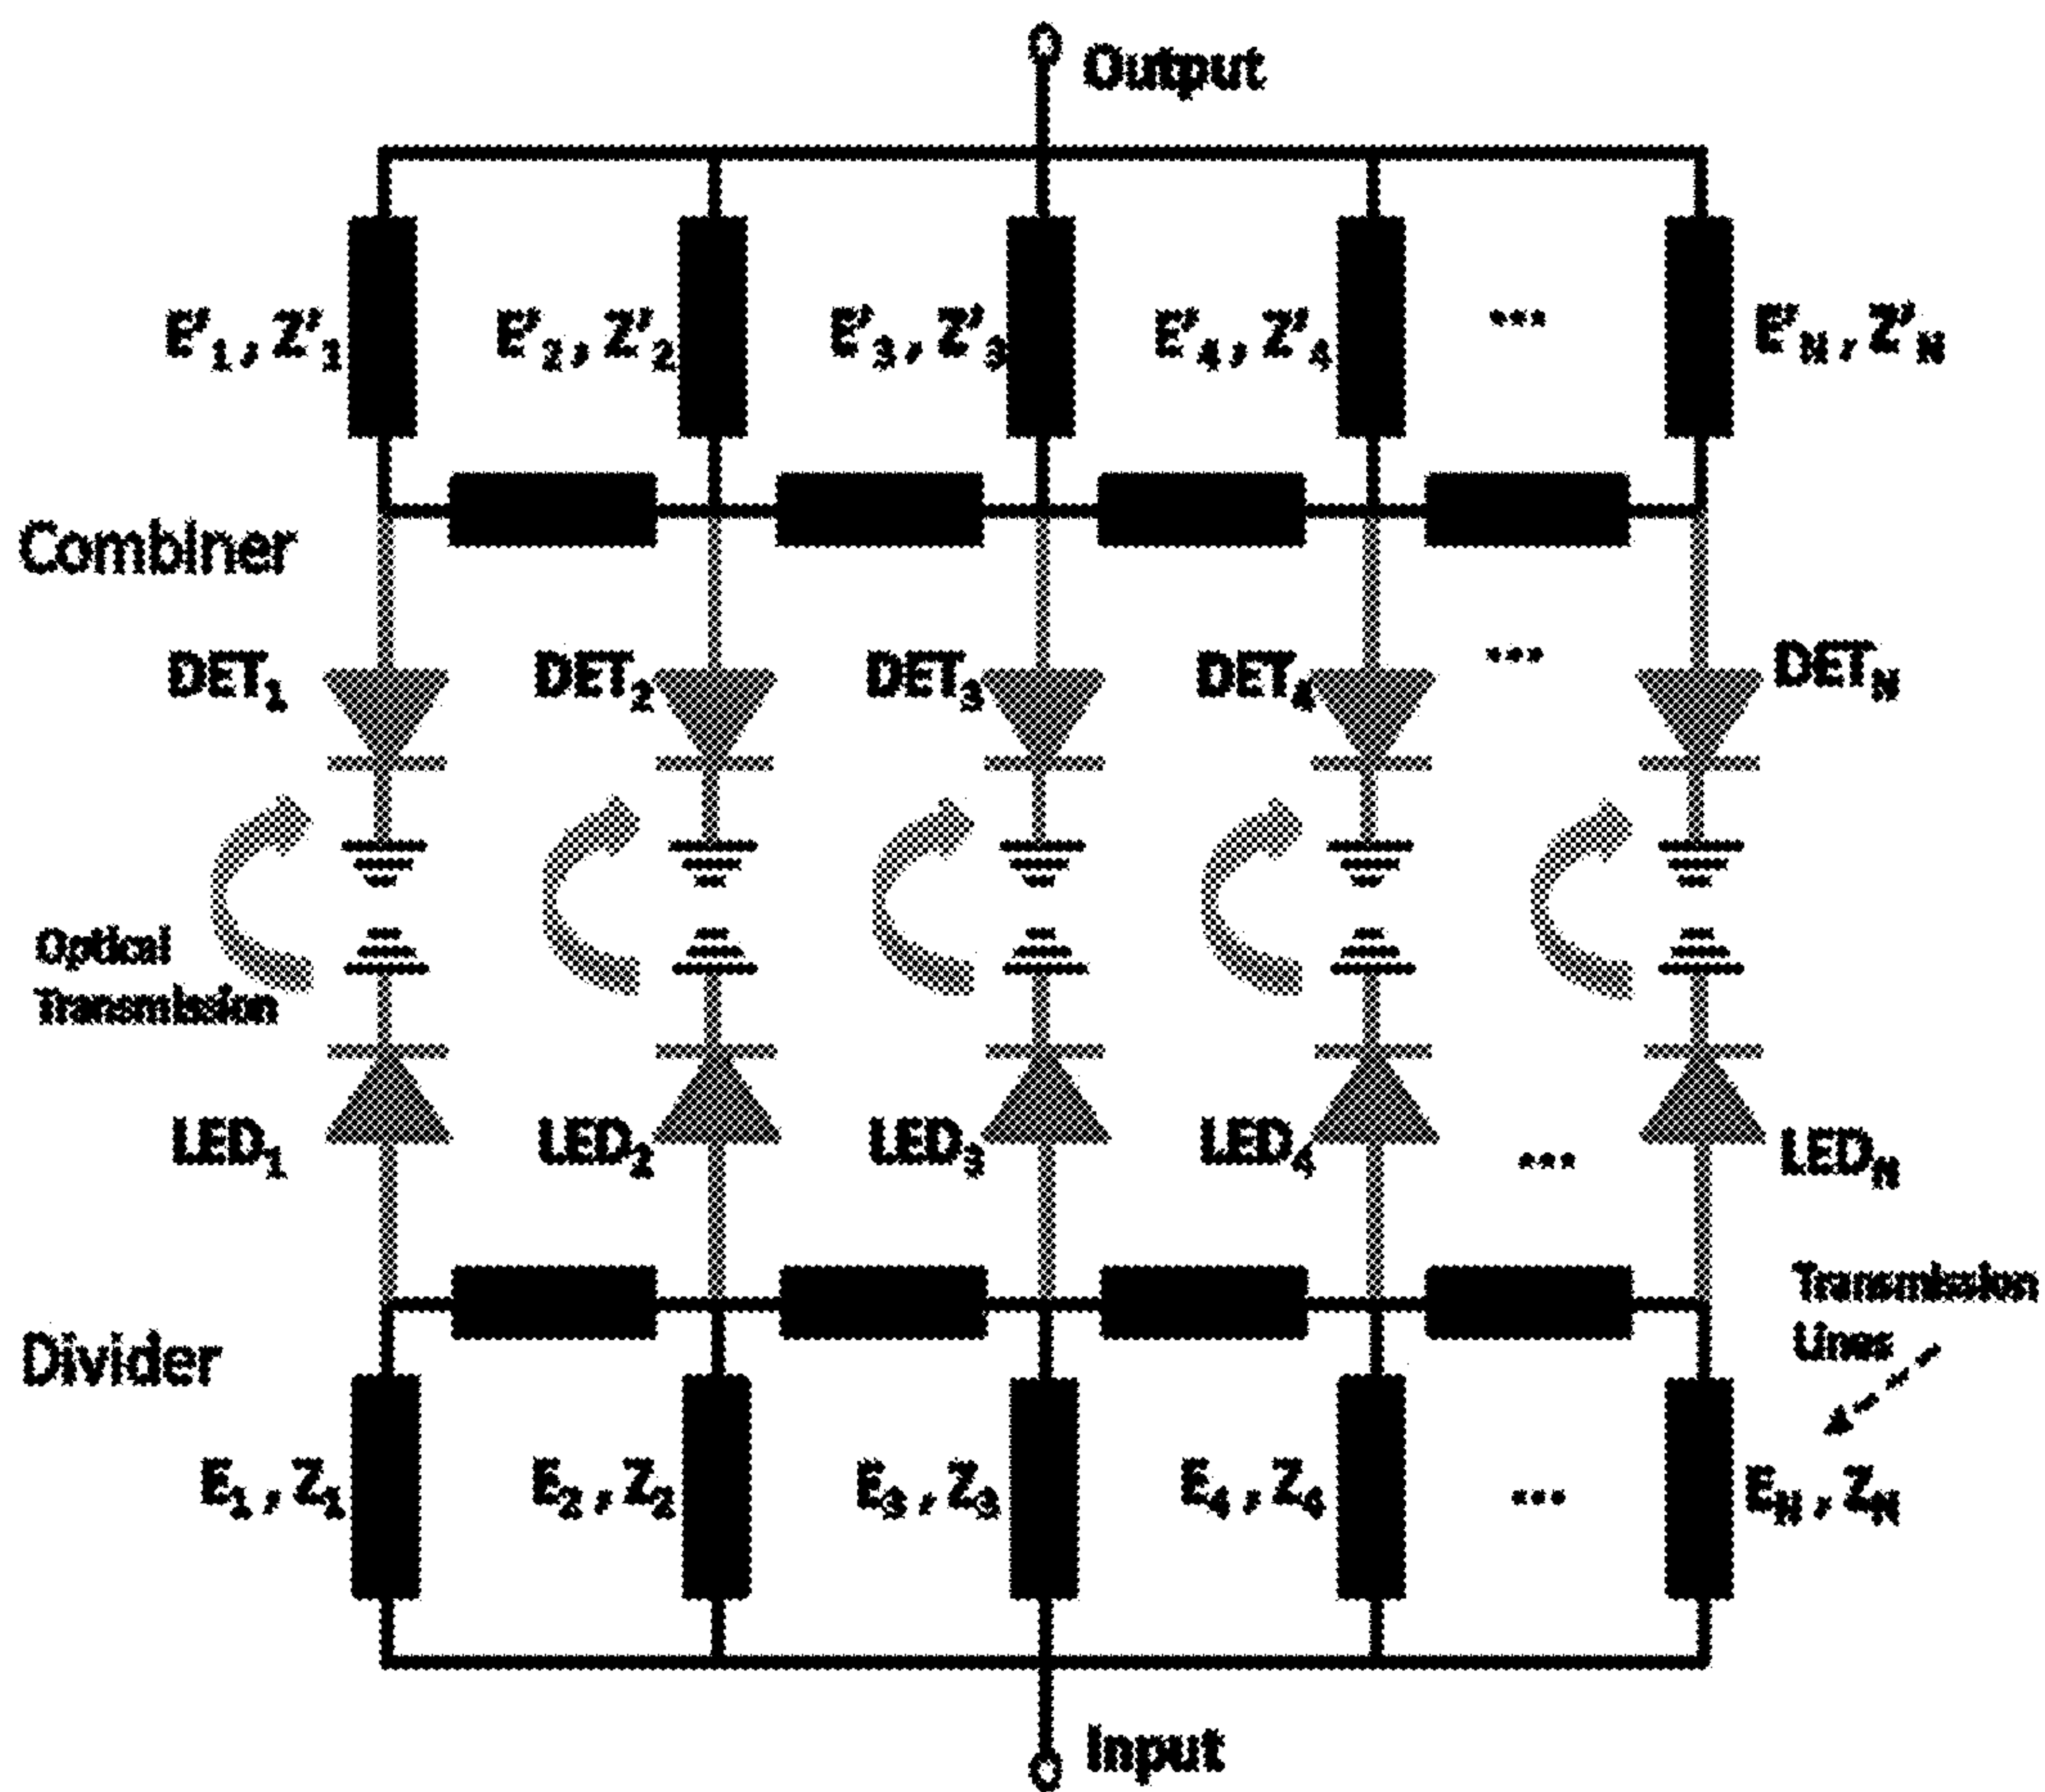 Output
E'1, Z'1 E'2, Z'2 E'3, Z'3 E'4, Z'4 ... E'N, Z'N
Combiner
DET1 DET2 DET3 DET4 ... DETN
Optical
Transmission
LED1 LED2 LED3 LED4 ... LEDN
Transmission
Lines
Divider
E1, Z1 E2, Z2 E3, Z3 E4, Z4 ... EN, ZN
Input